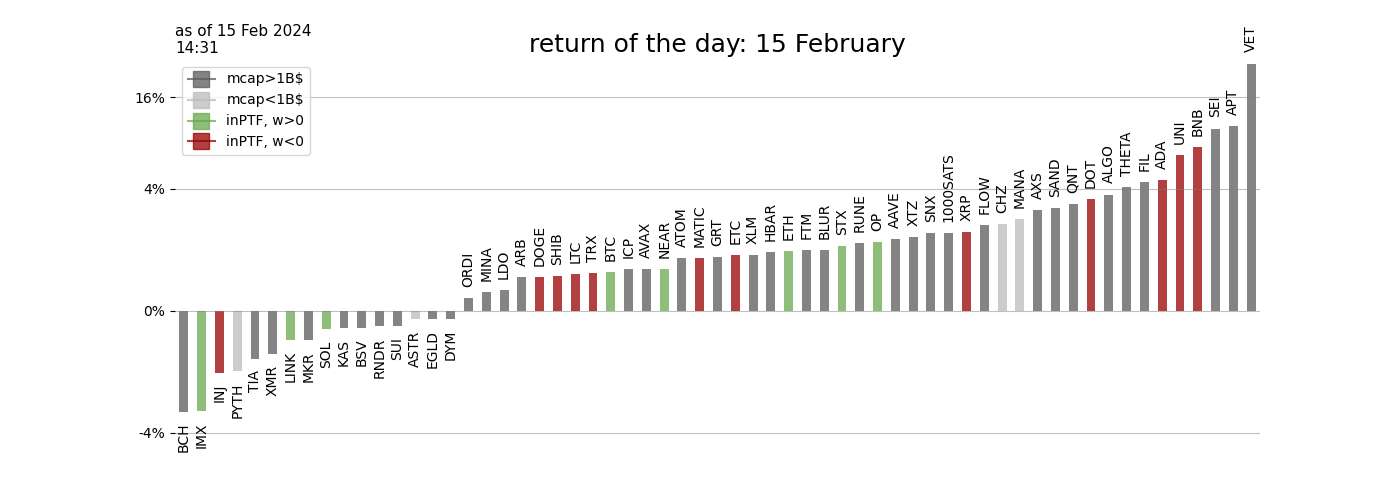 as of 15 Feb 2024
14:31
return of the day: 15 February
mcap>1B$
mcap<1B$
inPTF, w>0
inPTF, w<0
16%
4%
0%
-4%
BCH
IMX
INJ
PYTH
TIA
XMR
LINK
MKR
SOL
KAS
BSV
RNDR
SUI
ASTR
EGLD
DYM
ORDI
MINA
LDO
ARB
DOGE
SHIB
LTC
TRX
BTC
ICP
AVAX
NEAR
ATOM
MATIC
GRT
ETC
XLM
HBAR
ETH
FTM
BLUR
STX
RUNE
OP
AAVE
XTZ
SNX
1000SATS
XRP
FLOW
CHZ
MANA
AXS
SAND
QNT
DOT
ALGO
THETA
FIL
ADA
UNI
BNB
SEI
APT
VET